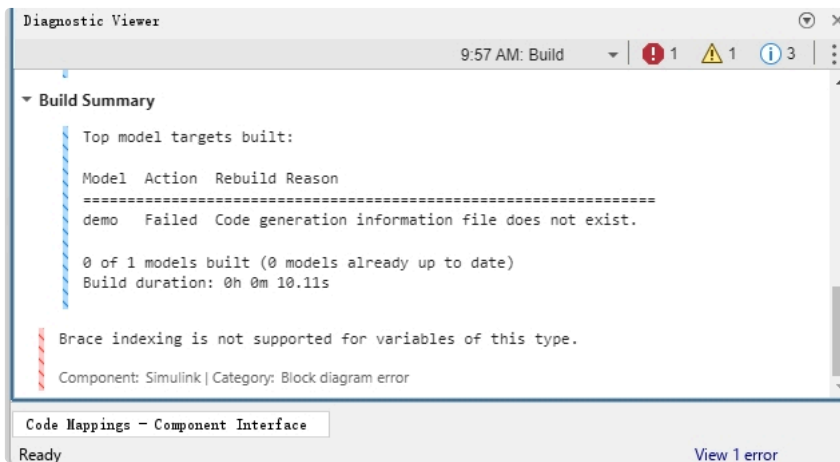 Diagnostic Viewer
9:57 AM: Build 1 1 3
Build Summary
Top model targets built:
Model Action Rebuild Reason
======================================================================
demo Failed Code generation information file does not exist.
0 of 1 models built (0 models already up to date)
Build duration: 0h 0m 10.11s
Brace indexing is not supported for variables of this type.
Component: Simulink | Category: Block diagram error
Code Mappings - Component Interface
Ready View 1 error